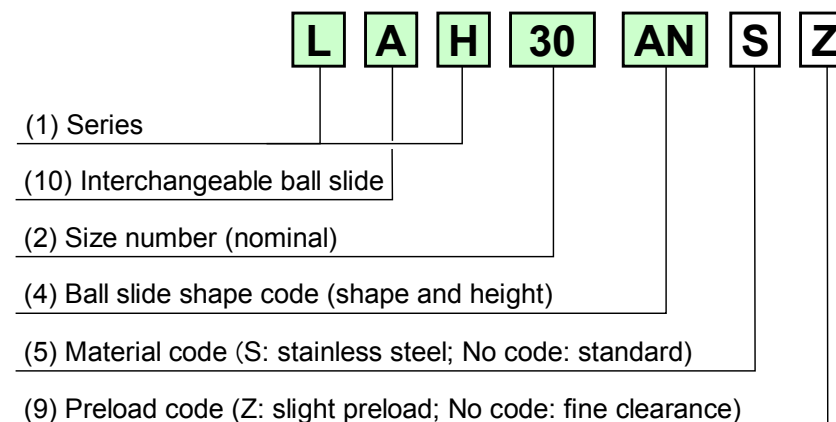 L A H 30 AN S Z
(1) Series
(10) Interchangeable ball slide
(2) Size number (nominal)
(4) Ball slide shape code (shape and height)
(5) Material code (S: stainless steel; No code: standard)
(9) Preload code (Z: slight preload; No code: fine clearance)